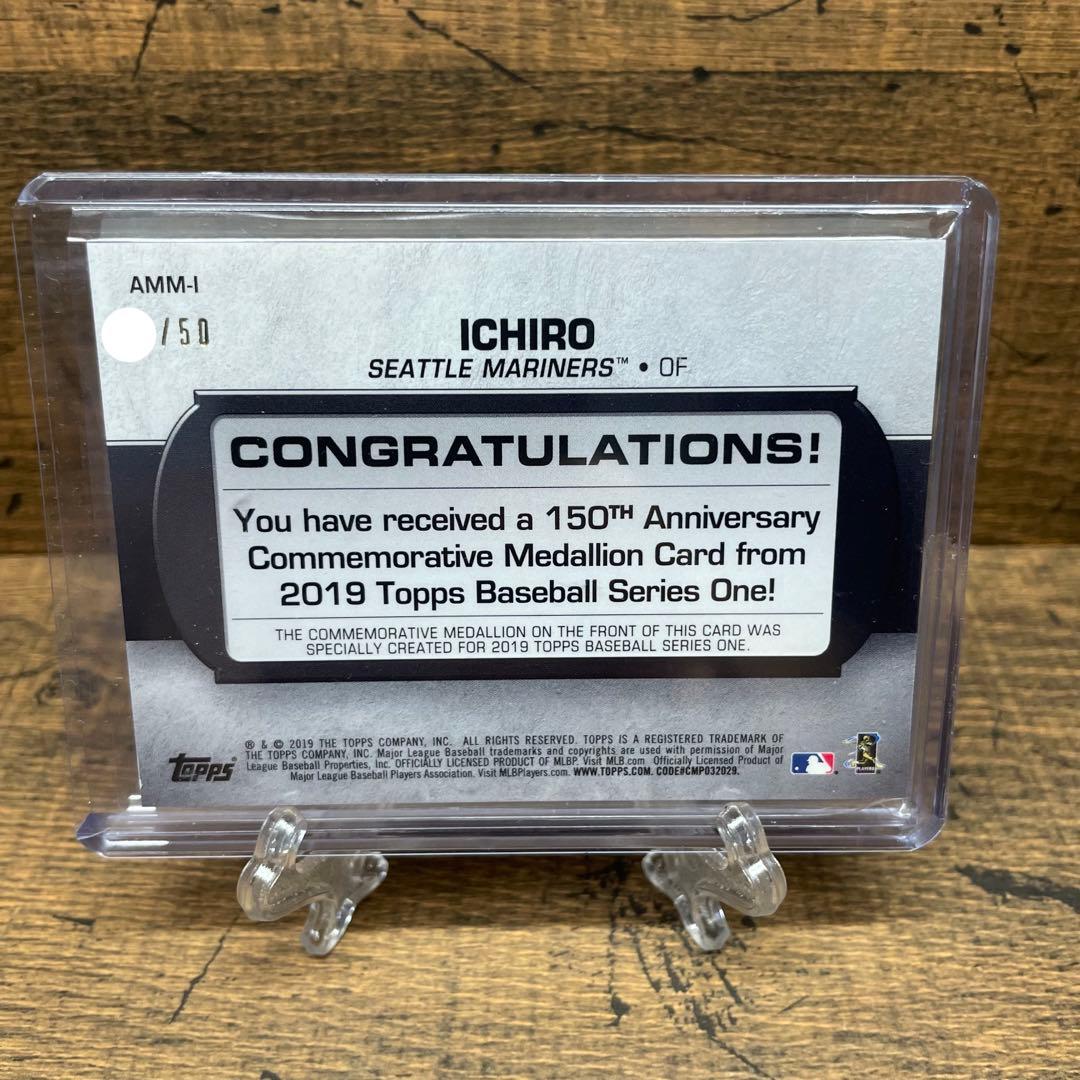 AMM-I
/50
ICHIRO
SEATTLE MARINERS™ • OF
CONGRATULATIONS!
You have received a 150TH Anniversary
Commemorative Medallion Card from
2019 Topps Baseball Series One!
THE COMMEMORATIVE MEDALLION ON THE FRONT OF THIS CARD WAS
SPECIALLY CREATED FOR 2019 TOPPS BASEBALL SERIES ONE.
® & © 2019 THE TOPPS COMPANY, INC. ALL RIGHTS RESERVED. TOPPS IS A REGISTERED TRADEMARK OF
THE TOPPS COMPANY, INC. Major League Baseball trademarks and copyrights are used with permission of Major
League Baseball Properties, Inc. OFFICIALLY LICENSED PRODUCT OF MLBP. Visit MLB.com. Officially Licensed Product of
Major League Baseball Players Association. Visit MLBPlayers.com. WWW.TOPPS.COM. CODE#CMP032029.
Topps
PLAYERS